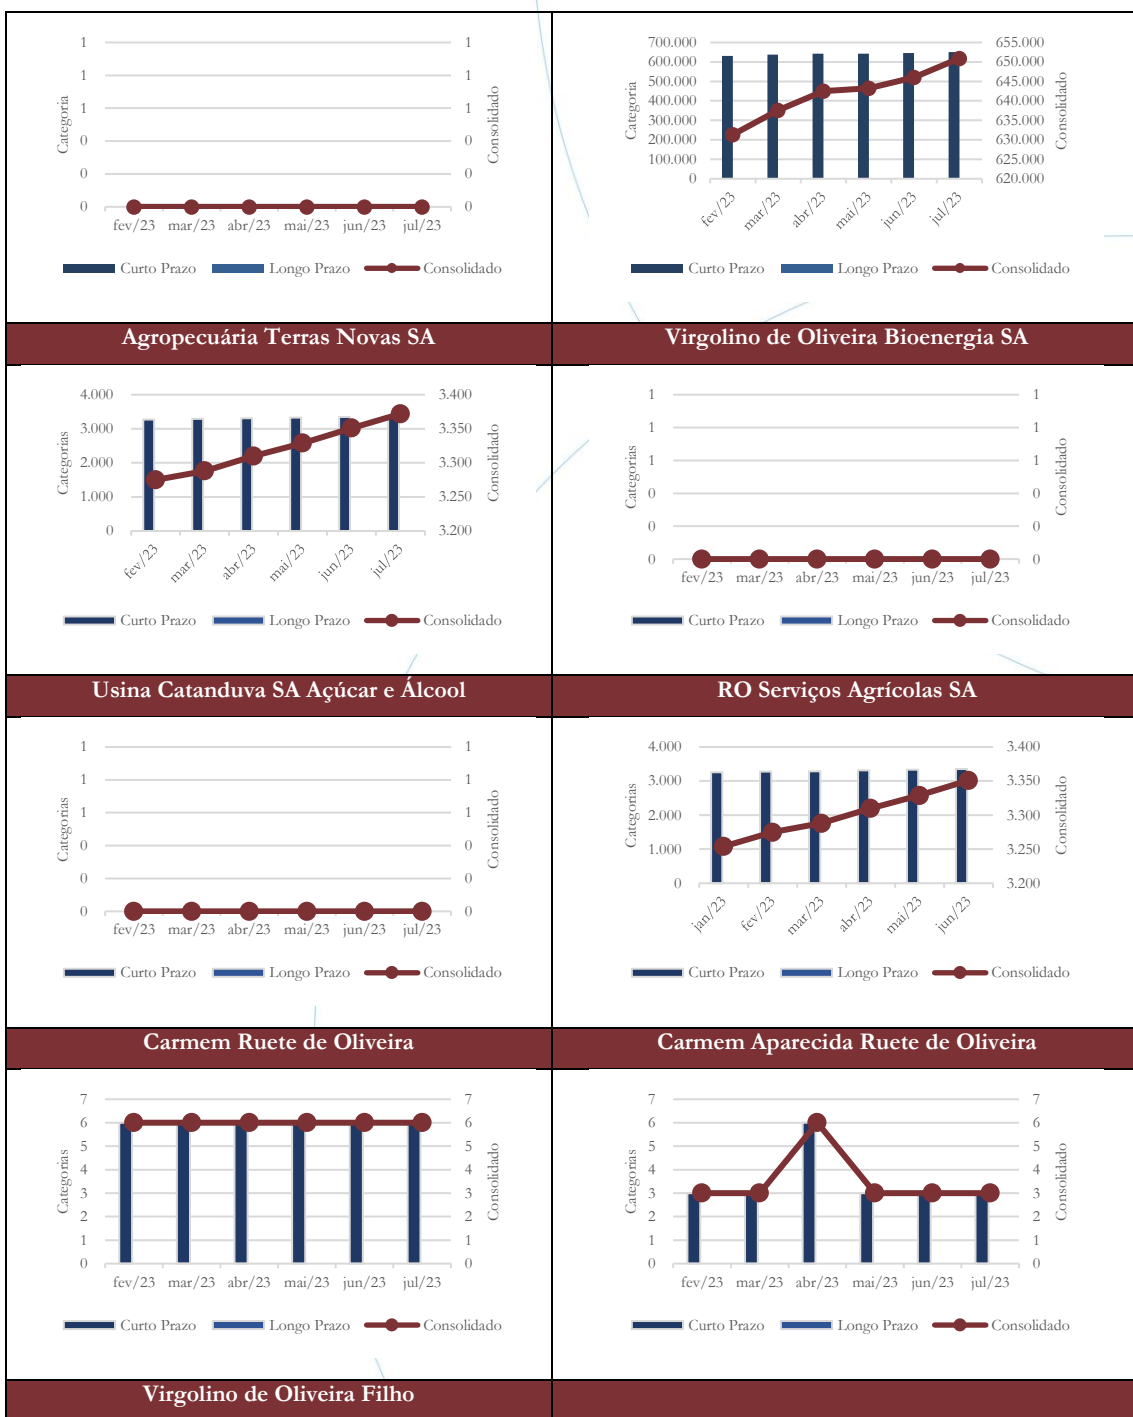 1
1
1
0
0
0
Categoria
1
1
1
0
0
0
Consolidado
fev/23 mar/23 abr/23 mai/23 jun/23 jul/23
Curto Prazo Longo Prazo Consolidado
700.000
600.000
500.000
400.000
300.000
200.000
100.000
0
Categoria
655.000
650.000
645.000
640.000
635.000
630.000
625.000
620.000
Consolidado
fev/23 mar/23 abr/23 mai/23 jun/23 jul/23
Curto Prazo Longo Prazo Consolidado
Agropecuária Terras Novas SA
Virgolino de Oliveira Bioenergia SA
4.000
3.000
2.000
1.000
0
Categorias
3.400
3.350
3.300
3.250
3.200
Consolidado
fev/23 mar/23 abr/23 mai/23 jun/23 jul/23
Curto Prazo Longo Prazo Consolidado
1
1
1
0
0
0
Categorias
1
1
1
0
0
0
Consolidado
fev/23 mar/23 abr/23 mai/23 jun/23 jul/23
Curto Prazo Longo Prazo Consolidado
Usina Catanduva SA Açúcar e Álcool
RO Serviços Agrícolas SA
1
1
1
0
0
0
Categorias
1
1
1
0
0
0
Consolidado
fev/23 mar/23 abr/23 mai/23 jun/23 jul/23
Curto Prazo Longo Prazo Consolidado
4.000
3.000
2.000
1.000
0
Categorias
3.400
3.350
3.300
3.250
3.200
Consolidado
jan/23 fev/23 mar/23 abr/23 mai/23 jun/23
Curto Prazo Longo Prazo Consolidado
Carmem Ruete de Oliveira
Carmem Aparecida Ruete de Oliveira
7
6
5
4
3
2
1
0
Categorias
7
6
5
4
3
2
1
0
Consolidado
fev/23 mar/23 abr/23 mai/23 jun/23 jul/23
Curto Prazo Longo Prazo Consolidado
7
6
5
4
3
2
1
0
Categorias
7
6
5
4
3
2
1
0
Consolidado
fev/23 mar/23 abr/23 mai/23 jun/23 jul/23
Curto Prazo Longo Prazo Consolidado
Virgolino de Oliveira Filho